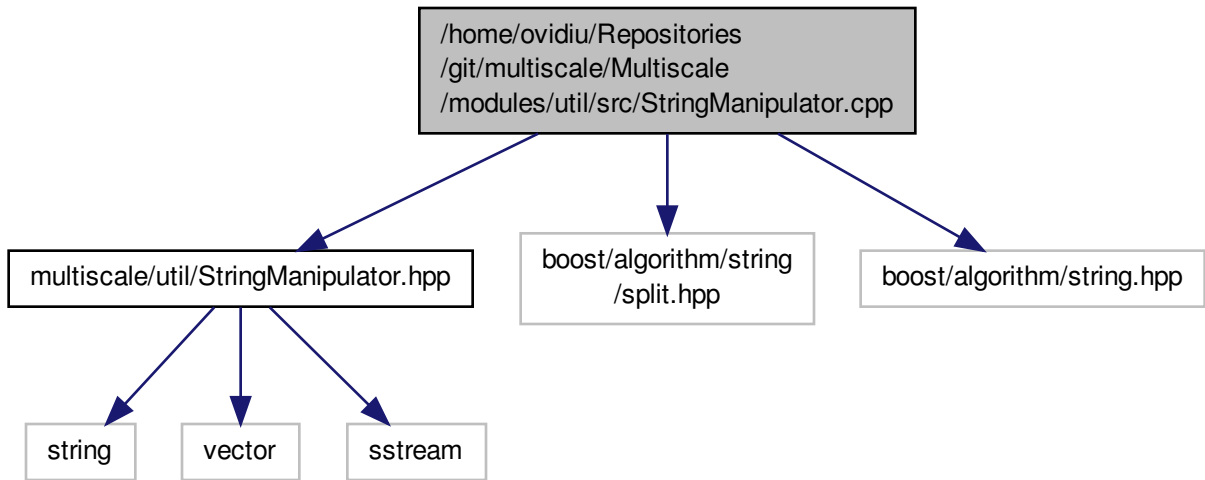 /home/ovidiu/Repositories
/git/multiscale/Multiscale
/modules/util/src/StringManipulator.cpp
multiscale/util/StringManipulator.hpp
boost/algorithm/string
/split.hpp
boost/algorithm/string.hpp
string
vector
sstream